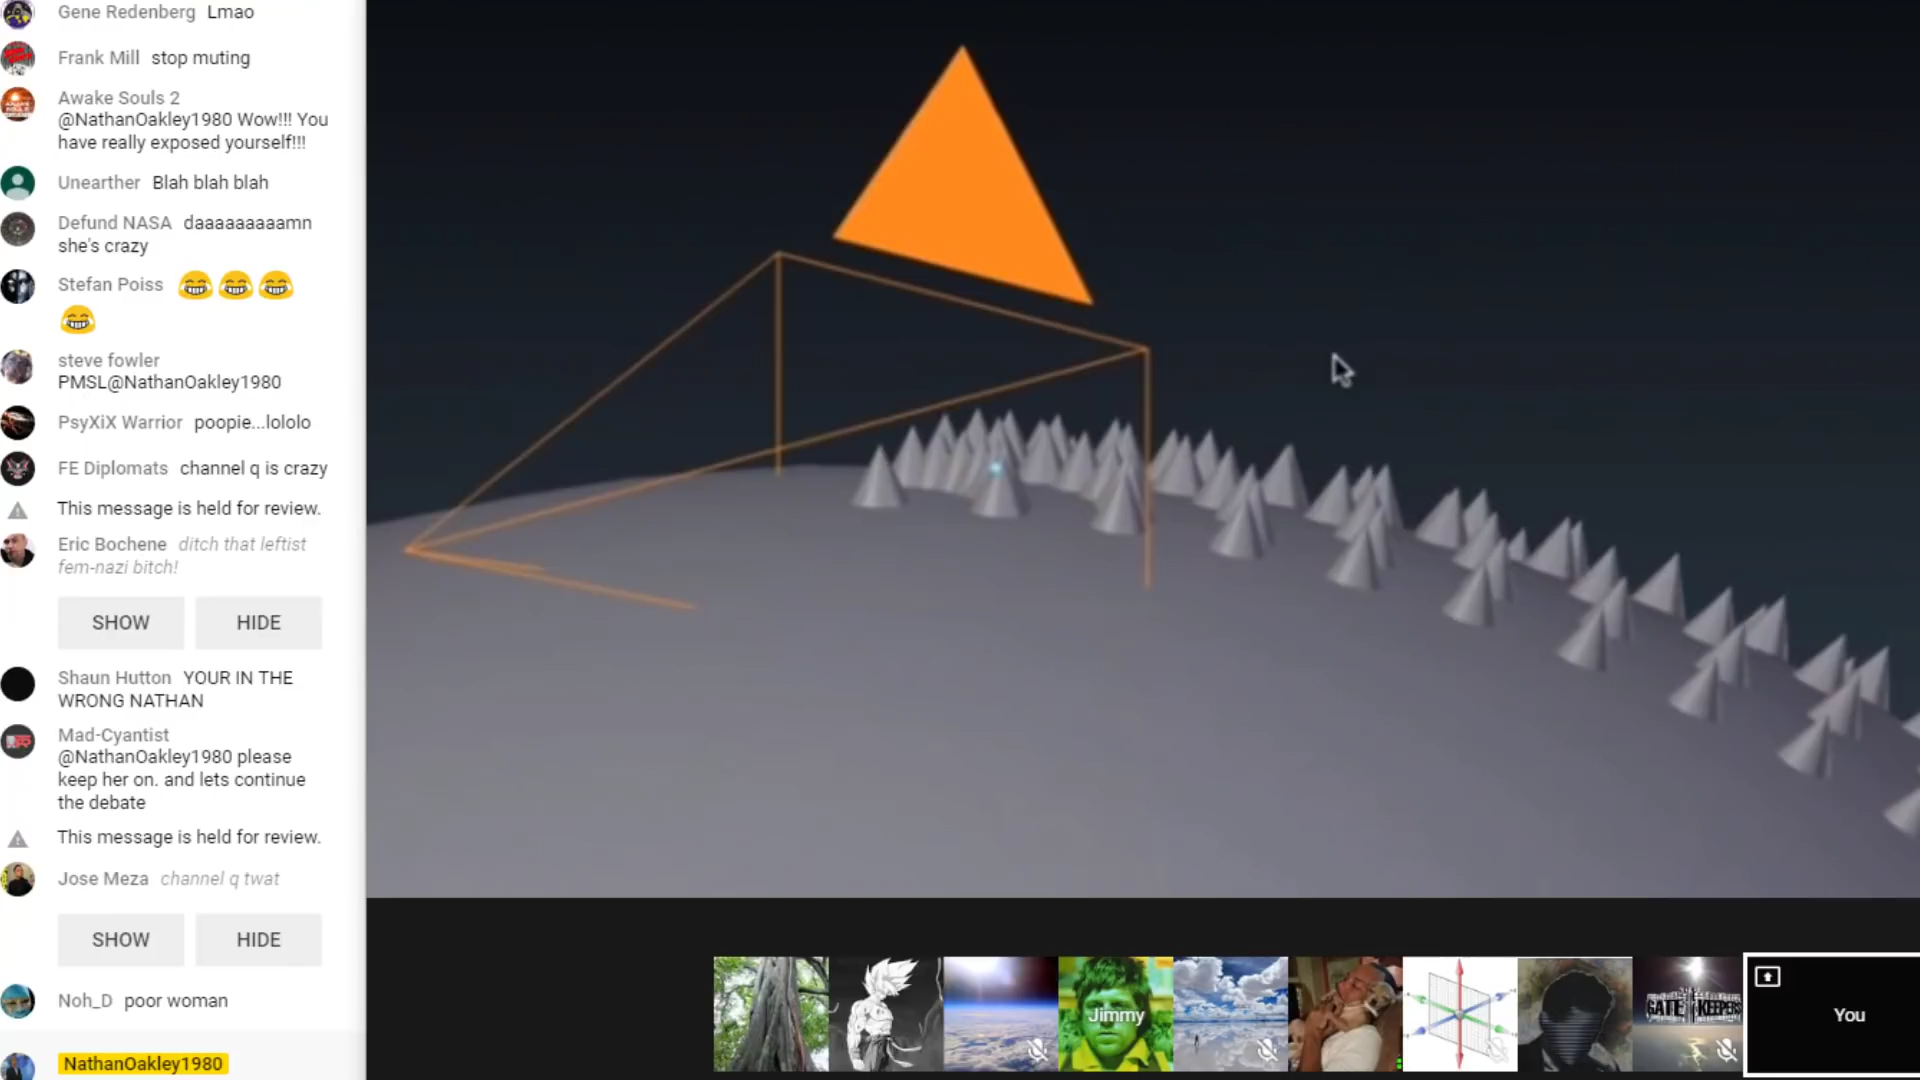 Gene Redenberg Lmao
Frank Mill stop muting
Awake Souls 2
@NathanOakley1980 Wow!!! You
have really exposed yourself!!!
Unearther Blah blah blah
Defund NASA daaaaaaaaamn
she's crazy
Stefan Poiss
steve fowler
PMSL@NathanOakley1980
PsyXiX Warrior poopie...lololo
FE Diplomats channel q is crazy
This message is held for review.
Eric Bochene ditch that leftist
fem-nazi bitch!
SHOW HIDE
Shaun Hutton YOUR IN THE
WRONG NATHAN
Mad-Cyantist
@NathanOakley1980 please
keep her on. and lets continue
the debate
This message is held for review.
Jose Meza channel q twat
SHOW HIDE
Noh_D poor woman
NathanOakley1980
Jimmy
GATE KEEPERS
You